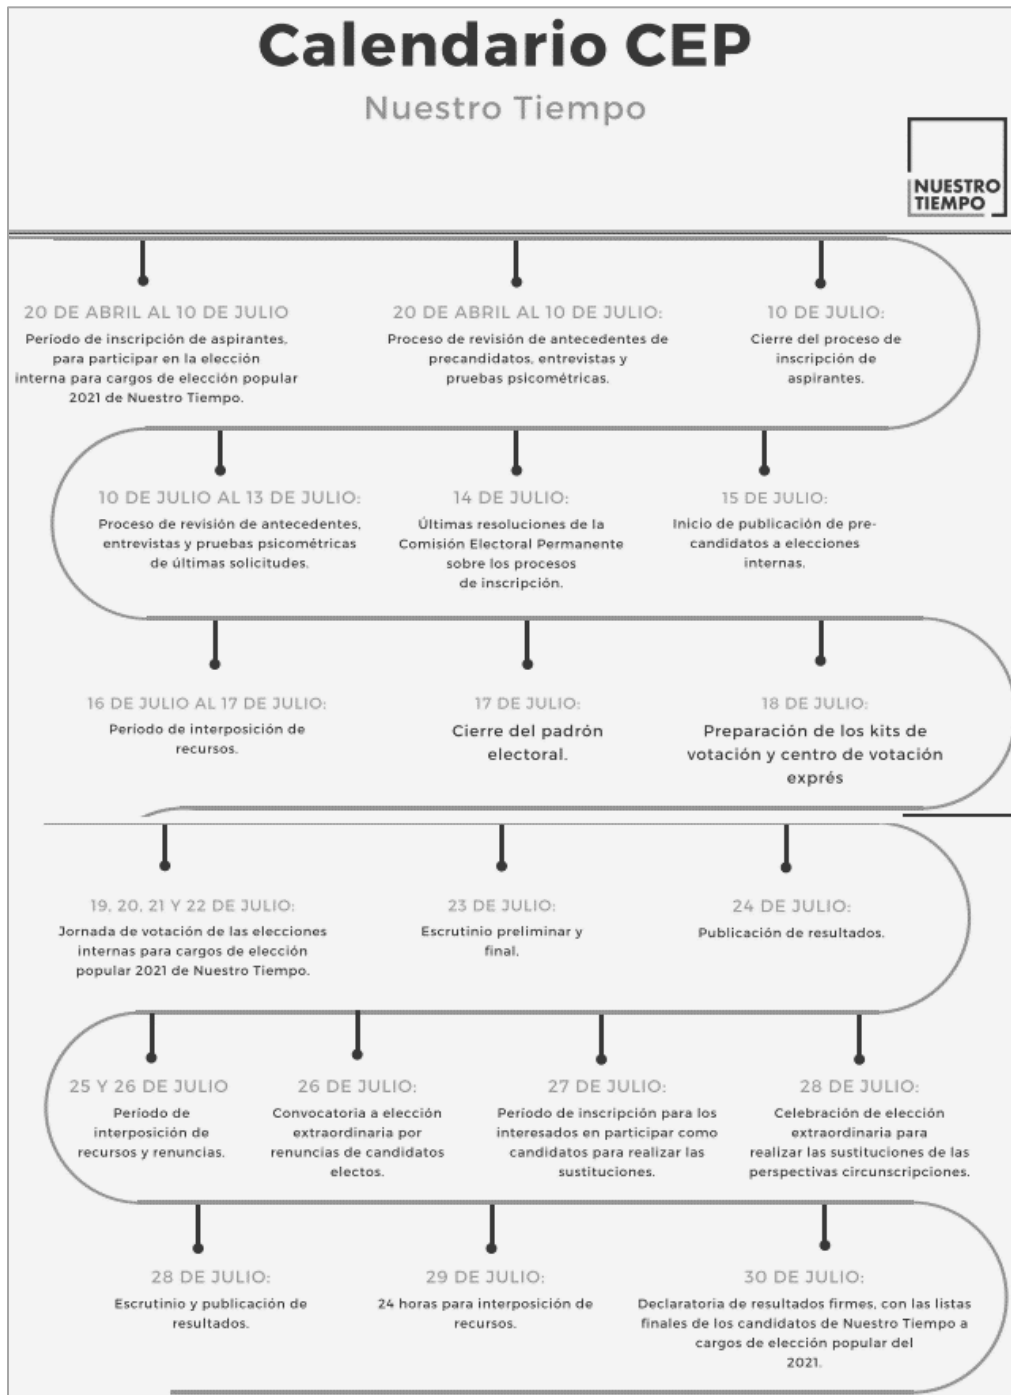 Calendario CEP
Nuestro Tiempo
NUESTRO
TIEMPO
20 DE ABRIL AL 10 DE JULIO
Período de inscripción de aspirantes,
para participar en la elección
interna para cargos de elección popular
2021 de Nuestro Tiempo.
20 DE ABRIL AL 10 DE JULIO:
Proceso de revisión de antecedentes de
precandidatos, entrevistas y
pruebas psicométricas.
10 DE JULIO:
Cierre del proceso de
inscripción de
aspirantes.
10 DE JULIO AL 13 DE JULIO:
Proceso de revisión de antecedentes,
entrevistas y pruebas psicométricas
de últimas solicitudes.
14 DE JULIO:
Últimas resoluciones de la
Comisión Electoral Permanente
sobre los procesos
de inscripción.
15 DE JULIO:
Inicio de publicación de pre-
candidatos a elecciones
internas.
16 DE JULIO AL 17 DE JULIO:
Período de interposición de
recursos.
17 DE JULIO:
Cierre del padrón
electoral.
18 DE JULIO:
Preparación de los kits de
votación y centro de votación
exprés
19, 20, 21 Y 22 DE JULIO:
Jornada de votación de las elecciones
internas para cargos de elección
popular 2021 de Nuestro Tiempo.
23 DE JULIO:
Escrutinio preliminar y
final.
24 DE JULIO:
Publicación de resultados.
25 Y 26 DE JULIO
Período de
interposición de
recursos y renuncias.
26 DE JULIO:
Convocatoria a elección
extraordinaria por
renuncias de candidatos
electos.
27 DE JULIO:
Período de inscripción para los
interesados en participar como
candidatos para realizar las
sustituciones.
28 DE JULIO:
Celebración de elección
extraordinaria para
realizar las sustituciones de las
perspectivas circunscripciones.
28 DE JULIO:
Escrutinio y publicación de
resultados.
29 DE JULIO:
24 horas para interposición de
recursos.
30 DE JULIO:
Declaratoria de resultados firmes, con las listas
finales de los candidatos de Nuestro Tiempo a
cargos de elección popular del
2021.